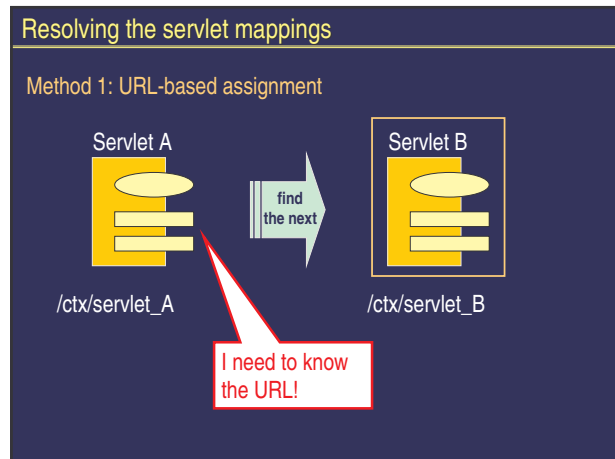 Resolving the servlet mappings
Method 1: URL-based assignment
Servlet A
Servlet B
find
the next
/ctx/servlet_A
/ctx/servlet_B
I need to know
the URL!